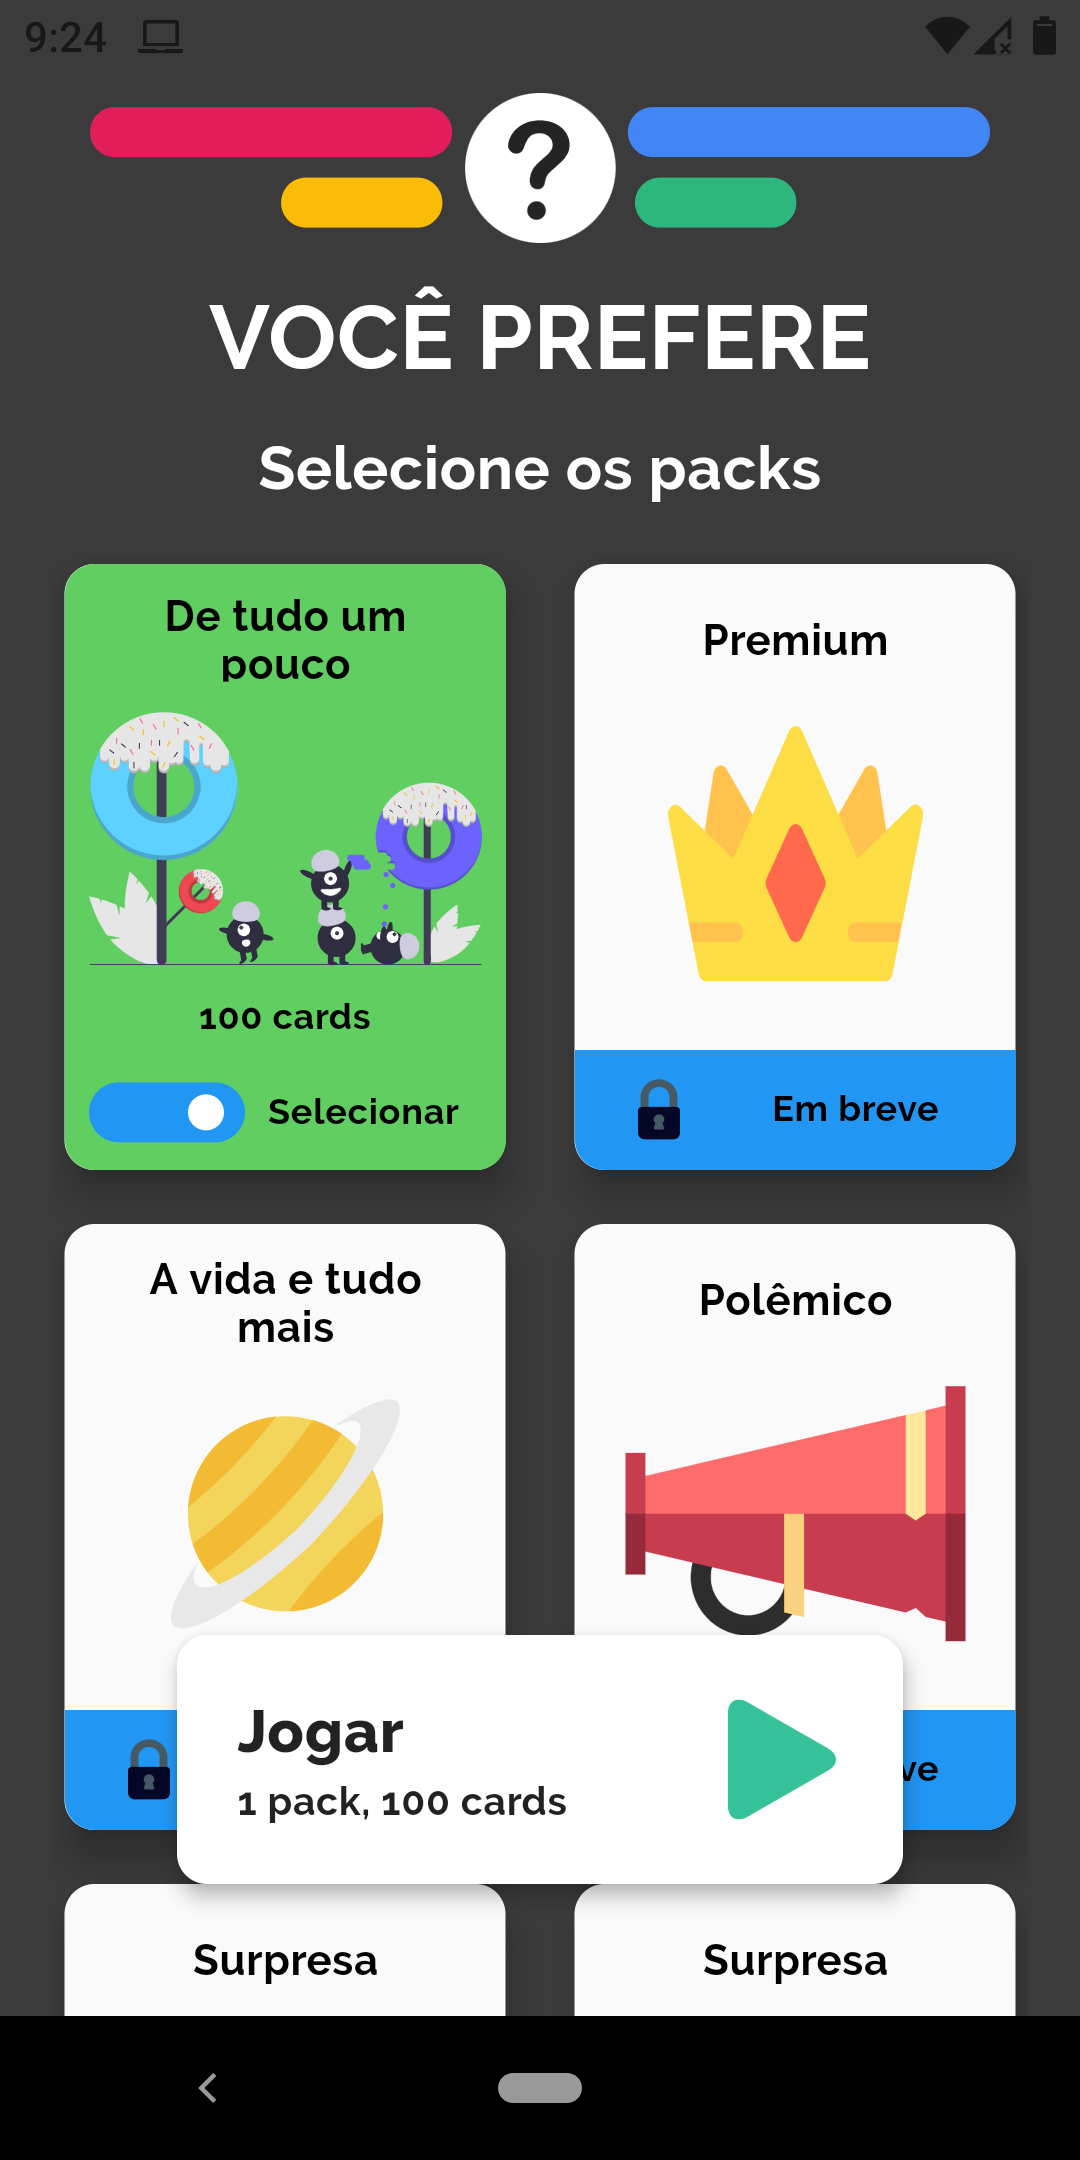 9:24
?
VOCÊ PREFERE
Selecione os packs
De tudo um
pouco
100 cards
Selecionar
Premium
Em breve
A vida e tudo
mais
Polêmico
Jogar
1 pack, 100 cards
Surpresa
Surpresa